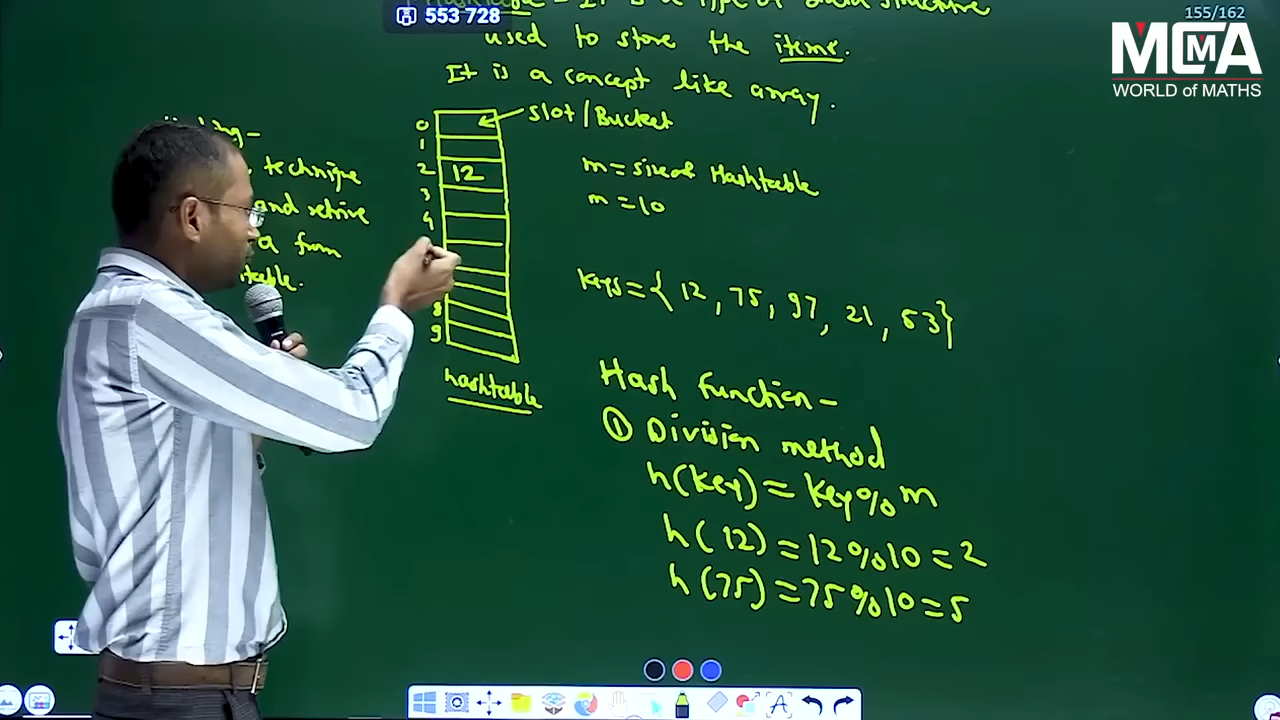 553 728
155/162
MCMA
WORLD of MATHS
used to store the items.
It is a concept like array.
0
1
2 12
3
4
8
9
Slot/Bucket
hashtable
technique
and retrive
from
m = size of Hashtable
m = 10
Keys = { 12, 75, 97, 21, 53}
Hash function -
① Division method
h(Key) = Key % m
h(12) = 12 % 10 = 2
h(75) = 75 % 10 = 5